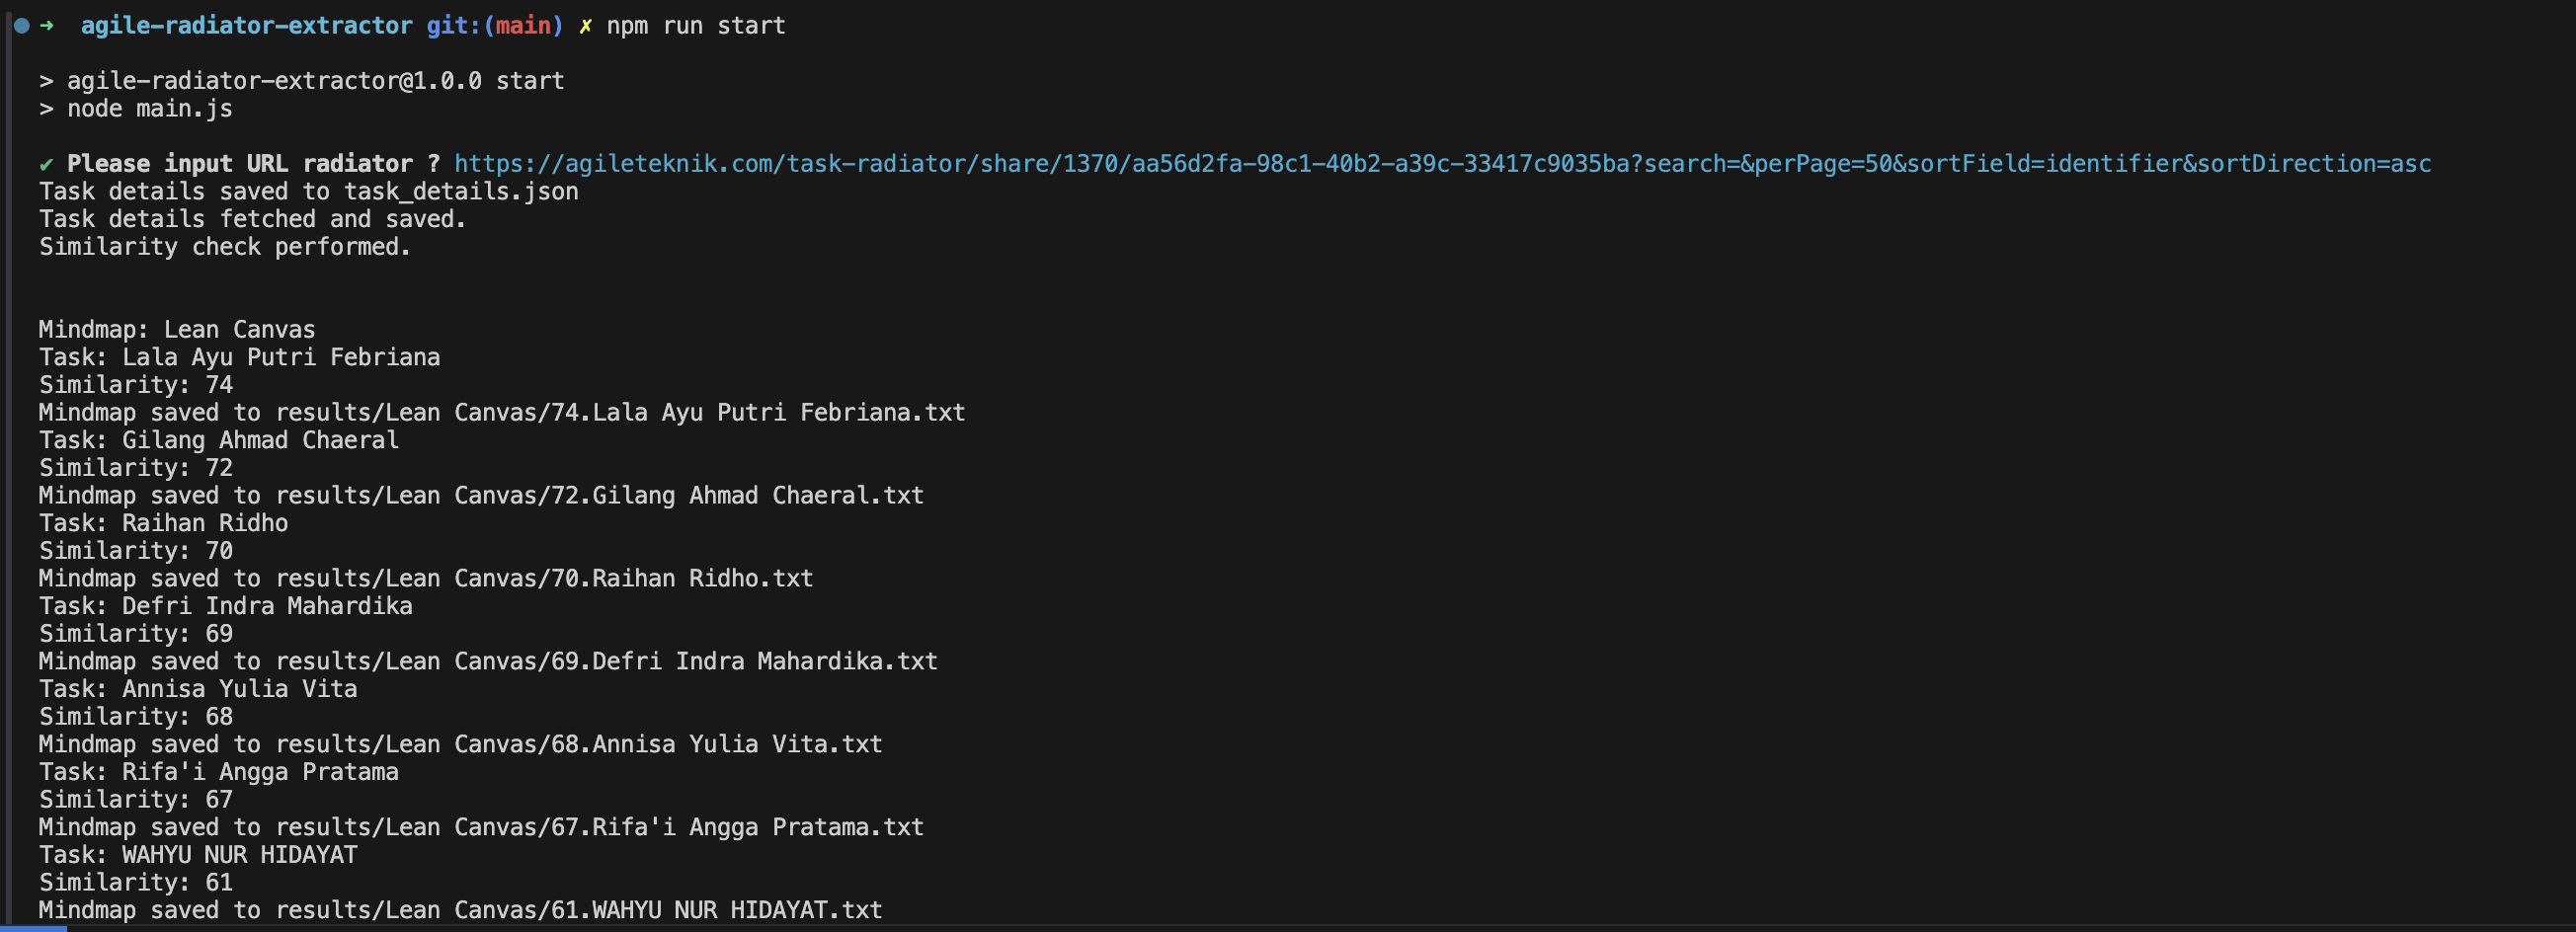 ➜  agile-radiator-extractor git:(main) ✗ npm run start
> agile-radiator-extractor@1.0.0 start
> node main.js
✔ Please input URL radiator ? https://agileteknik.com/task-radiator/share/1370/aa56d2fa-98c1-40b2-a39c-33417c9035ba?search=&perPage=50&sortField=identifier&sortDirection=asc
Task details saved to task_details.json
Task details fetched and saved.
Similarity check performed.
Mindmap: Lean Canvas
Task: Lala Ayu Putri Febriana
Similarity: 74
Mindmap saved to results/Lean Canvas/74.Lala Ayu Putri Febriana.txt
Task: Gilang Ahmad Chaeral
Similarity: 72
Mindmap saved to results/Lean Canvas/72.Gilang Ahmad Chaeral.txt
Task: Raihan Ridho
Similarity: 70
Mindmap saved to results/Lean Canvas/70.Raihan Ridho.txt
Task: Defri Indra Mahardika
Similarity: 69
Mindmap saved to results/Lean Canvas/69.Defri Indra Mahardika.txt
Task: Annisa Yulia Vita
Similarity: 68
Mindmap saved to results/Lean Canvas/68.Annisa Yulia Vita.txt
Task: Rifa'i Angga Pratama
Similarity: 67
Mindmap saved to results/Lean Canvas/67.Rifa'i Angga Pratama.txt
Task: WAHYU NUR HIDAYAT
Similarity: 61
Mindmap saved to results/Lean Canvas/61.WAHYU NUR HIDAYAT.txt